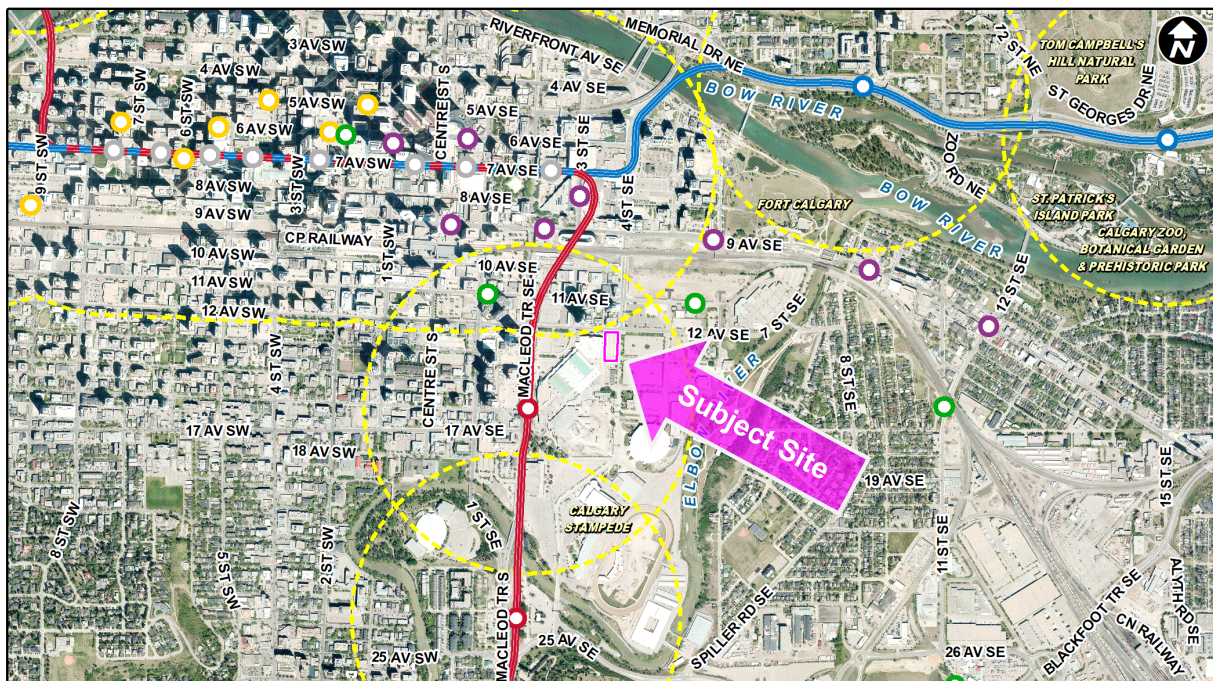 3 AV SW
RIVERFRONT AV SE
MEMORIAL DR NE
12 ST NE
TOM CAMPBELL'S
HILL NATURAL
PARK
N
4 AV SW
CENTRE ST S
4 AV SE
ST GEORGES DR NE
7 ST SW
6 ST SW
5 AV SW
5 AV SE
BOW RIVER
6 AV SW
6 AV SE
3 ST SE
9 ST SW
3 ST SW
7 AV SW
7 AV SE
ZOO RD NE
8 AV SW
8 AV SE
4 ST SE
FORT CALGARY
BOW RIVER
ST. PATRICK'S
ISLAND PARK
9 AV SW
CP RAILWAY
1 ST SW
9 AV SE
CALGARY ZOO,
BOTANICAL GARDEN
& PREHISTORIC PARK
10 AV SW
10 AV SE
12 ST SE
11 AV SW
11 AV SE
MACLEOD TR SE
7 ST SE
12 AV SW
12 AV SE
4 ST SW
CENTRE ST S
8 ST SE
ELBOW RIVER
Subject Site
17 AV SW
17 AV SE
18 AV SW
19 AV SE
15 ST SE
8 ST SW
1 ST SE
CALGARY
STAMPEDE
11 ST SE
5 ST SW
2 ST SW
SPILLER RD SE
BLACKFOOT TR SE
ALYTH RD SE
MACLEOD TR S
CN RAILWAY
25 AV SW
25 AV SE
26 AV SE